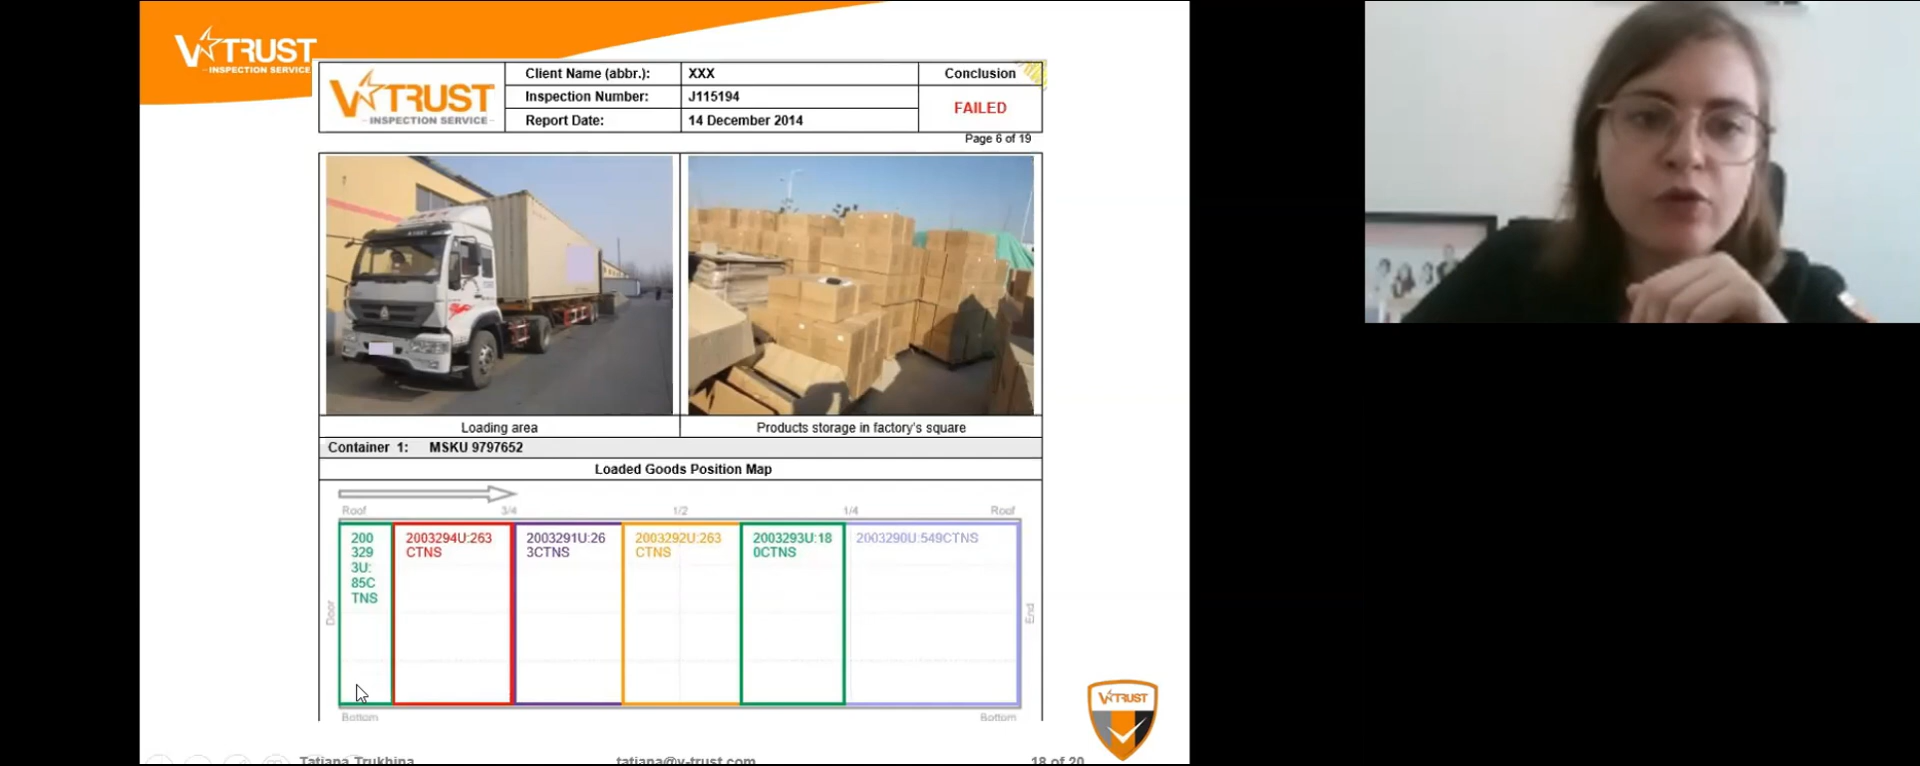 VTRUST
INSPECTION SERVICE
VTRUST
INSPECTION SERVICE
Client Name (abbr.): XXX Conclusion
Inspection Number: J115194
FAILED
Report Date: 14 December 2014
Page 6 of 19
Loading area Products storage in factory's square
Container 1: MSKU 9797652
Loaded Goods Position Map
Roof 3/4 1/2 1/4 Roof
200
329
3U:
85C
TNS
2003294U:263
CTNS
2003291U:26
3CTNS
2003292U:263
CTNS
2003293U:18
0CTNS
2003290U:549CTNS
Door
End
Bottom Bottom
VTRUST
Tatiana Trukhina tatiana@v-trust.com 18 of 20